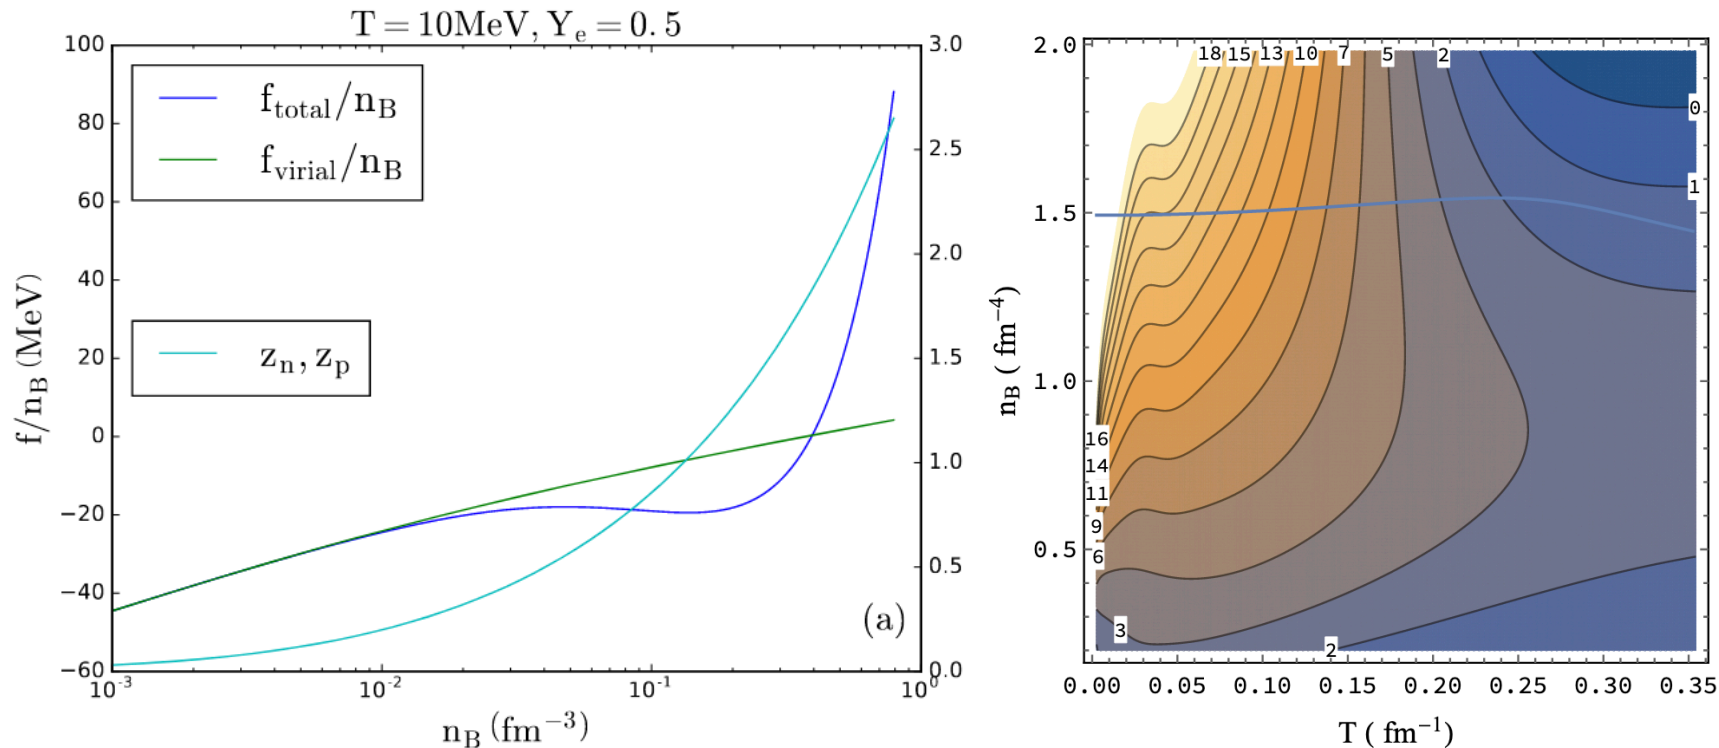 T = 10MeV, Y_e = 0.5
100
80
60
40
20
0
−20
−40
−60
f/n_B (MeV)
f_total/n_B
f_virial/n_B
z_n, z_p
(a)
3.0
2.5
2.0
1.5
1.0
0.5
0.0
10^-3 10^-2 10^-1 10^0
n_B (fm^−3)
2.0
1.5
1.0
0.5
n_B ( fm^−4)
18 15 13 10 7 5 2
0
1
16
14
11
9
6
3
2
0.00 0.05 0.10 0.15 0.20 0.25 0.30 0.35
T ( fm^−1)